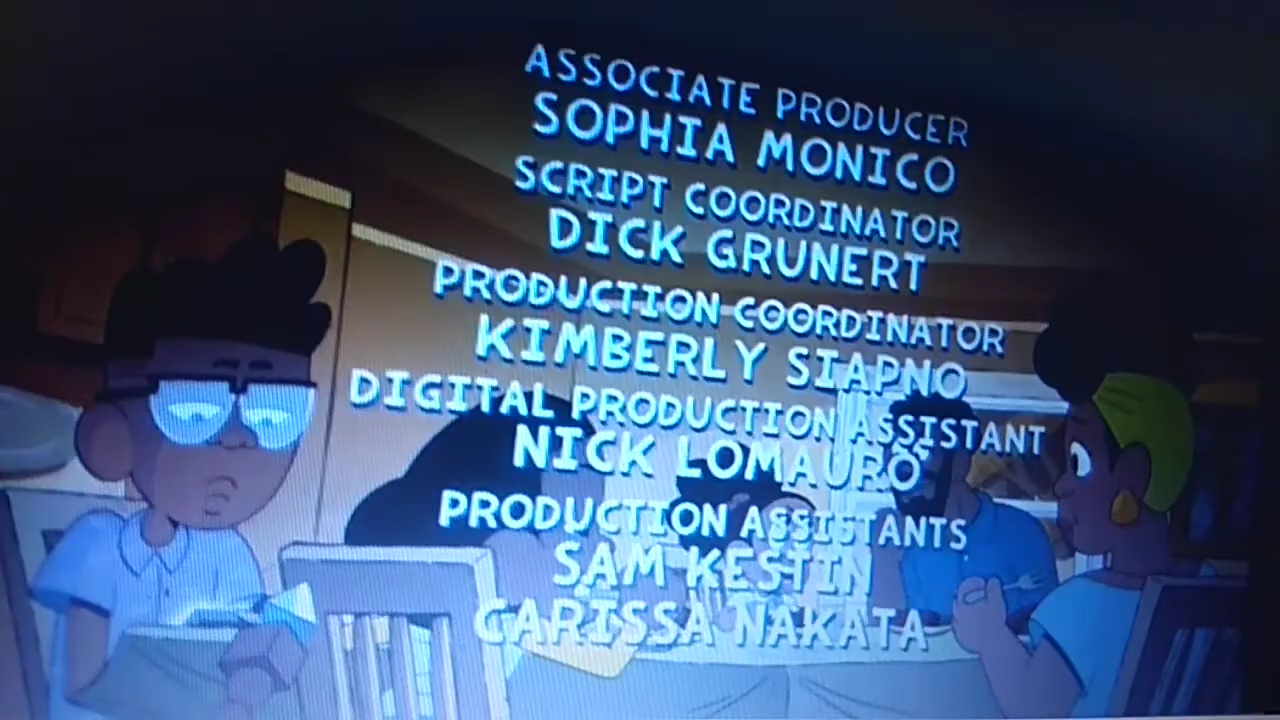 ASSOCIATE PRODUCER
SOPHIA MONICO
SCRIPT COORDINATOR
DICK GRUNERT
PRODUCTION COORDINATOR
KIMBERLY SIAPNO
DIGITAL PRODUCTION ASSISTANT
NICK LOMAURO
PRODUCTION ASSISTANTS
SAM KESTIN
CARISSA NAKATA